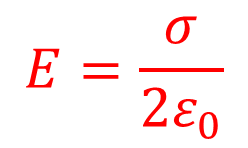 E = σ / 2ε₀